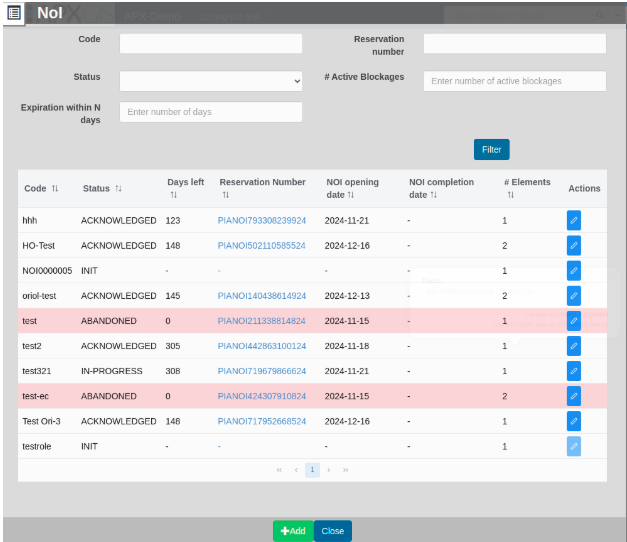 NoI
Code
Reservation number
Status
# Active Blockages
Enter number of active blockages
Expiration within N days
Enter number of days
Filter
Code Status Days left Reservation Number NOI opening date NOI completion date # Elements Actions
hhh ACKNOWLEDGED 123 PIANOI793308239924 2024-11-21 - 1
HO-Test ACKNOWLEDGED 148 PIANOI502110585524 2024-12-16 - 2
NOI0000005 INIT - - - - 1
oriol-test ACKNOWLEDGED 145 PIANOI140438614924 2024-12-13 - 2
test ABANDONED 0 PIANOI211338814824 2024-11-15 - 1
test2 ACKNOWLEDGED 305 PIANOI442863100124 2024-11-18 - 1
test321 IN-PROGRESS 308 PIANOI719679866624 2024-11-21 - 1
test-ec ABANDONED 0 PIANOI424307910824 2024-11-15 - 2
Test Ori-3 ACKNOWLEDGED 148 PIANOI717952668524 2024-12-16 - 1
testrole INIT - - - - 1
« ‹ 1 › »
Add Close